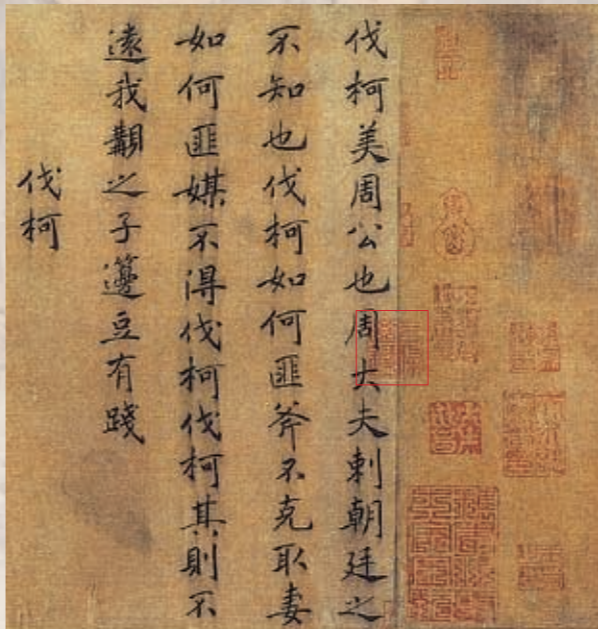 伐柯美周公也周大夫刺朝廷之
不知也伐柯如何匪斧不克取妻
如何匪媒不得伐柯伐柯其則不
遠我覯之子籩豆有踐
伐柯